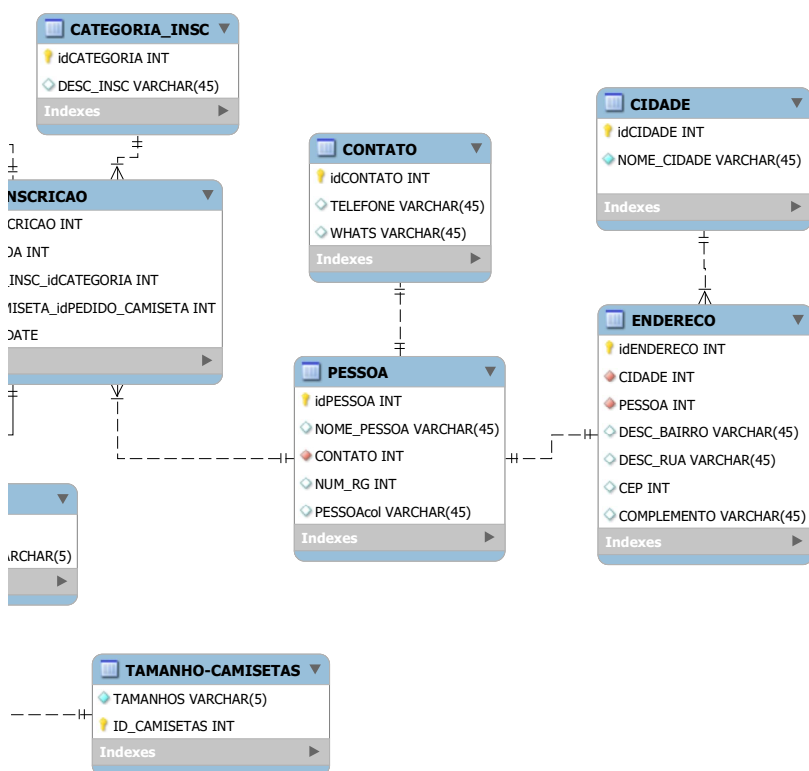 CATEGORIA_INSC
idCATEGORIA INT
DESC_INSC VARCHAR(45)
Indexes
NSCRICAO
CRICAO INT
OA INT
_INSC_idCATEGORIA INT
MISETA_idPEDIDO_CAMISETA INT
DATE
CONTATO
idCONTATO INT
TELEFONE VARCHAR(45)
WHATS VARCHAR(45)
Indexes
CIDADE
idCIDADE INT
NOME_CIDADE VARCHAR(45)
Indexes
PESSOA
idPESSOA INT
NOME_PESSOA VARCHAR(45)
CONTATO INT
NUM_RG INT
PESSOAcol VARCHAR(45)
Indexes
ENDERECO
idENDERECO INT
CIDADE INT
PESSOA INT
DESC_BAIRRO VARCHAR(45)
DESC_RUA VARCHAR(45)
CEP INT
COMPLEMENTO VARCHAR(45)
Indexes
ARCHAR(5)
TAMANHO-CAMISETAS
TAMANHOS VARCHAR(5)
ID_CAMISETAS INT
Indexes